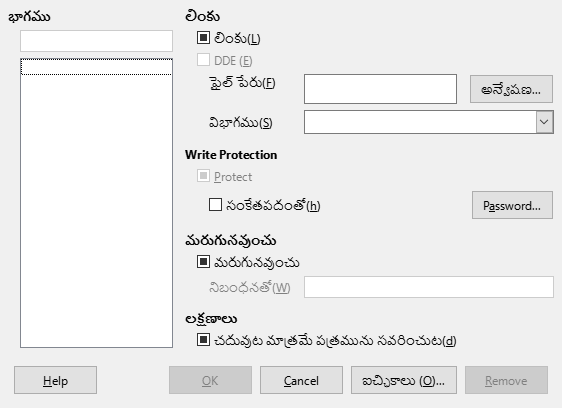 భాగము
లింకు
లింకు(L)
DDE (E)
ఫైల్ పేరు(F)
అన్వేషణ...
విభాగము(S)
Write Protection
Protect
సంకేతపదంతో(h)
Password...
మరుగునవుంచు
మరుగునవుంచు
నిబంధనతో(W)
లక్షణాలు
చదువుట మాత్రమే పత్రమును సవరించుట(d)
Help
OK
Cancel
ఐచ్ఛికాలు (O)...
Remove